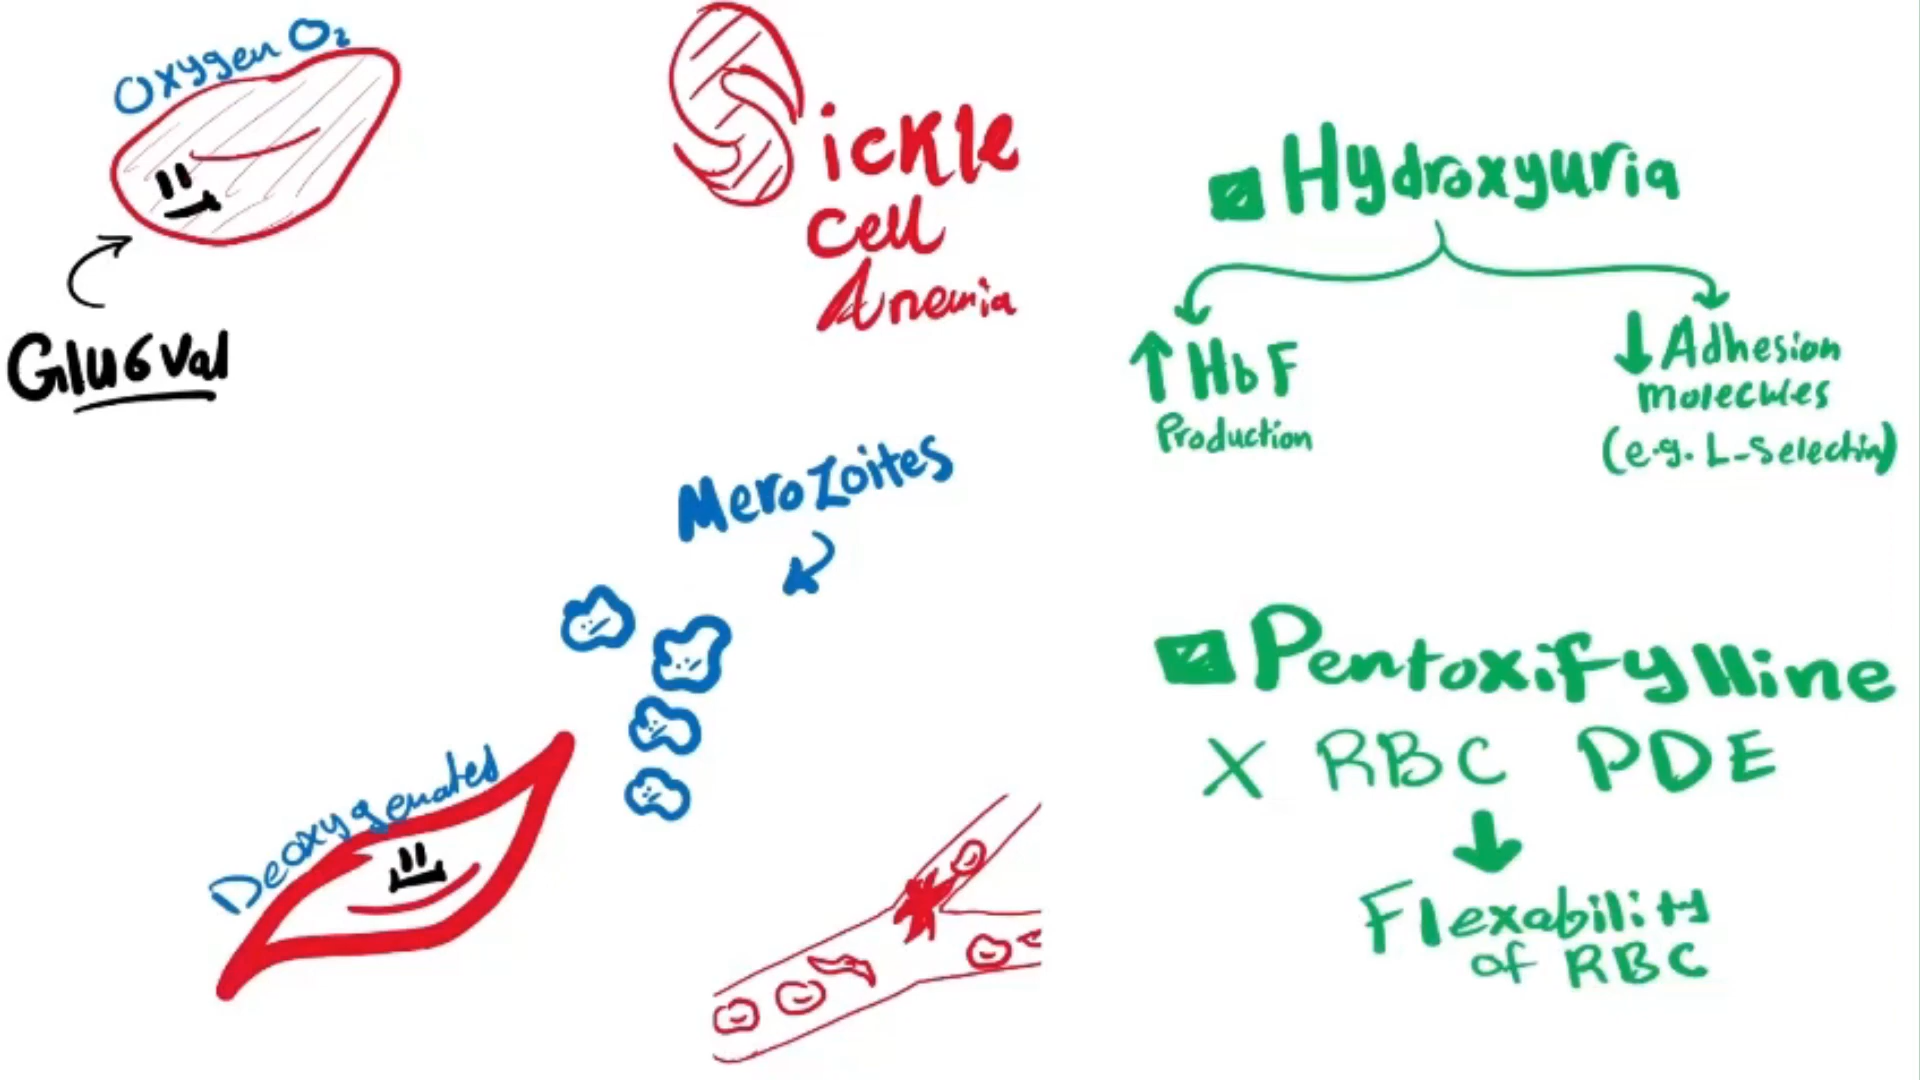 Oxygen O₂
Glu6Val
Sickle
Cell
Anemia
Merozoites
Deoxygenated
Hydroxyuria
↑ HbF
Production
↓ Adhesion
molecules
(e.g. L-Selectin)
Pentoxifylline
X RBC PDE
↓
Flexability
of RBC